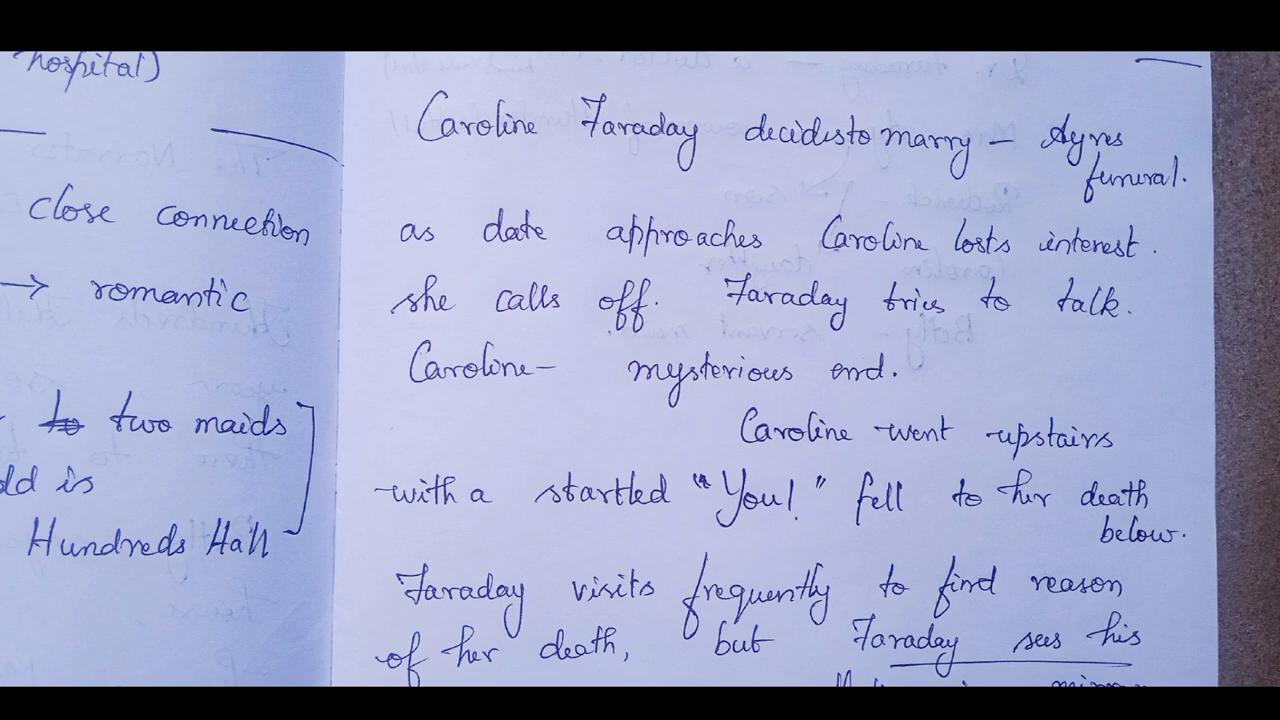 hospital)
close connection
→ romantic
two maids
old is
Hundreds Hall
Caroline Faraday decidesto marry – Ayres
funeral.
as date approaches Caroline losts interest.
she calls off. Faraday tries to talk.
Caroline– mysterious end.
Caroline went upstairs
with a startled "You!" fell to her death
below.
Faraday visits frequently to find reason
of her death, but Faraday sees his